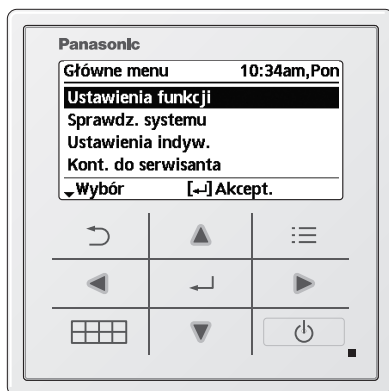 Panasonic
Główne menu 10:34am,Pon
Ustawienia funkcji
Sprawdz. systemu
Ustawienia indyw.
Kont. do serwisanta
Wybór [↵] Akcept.